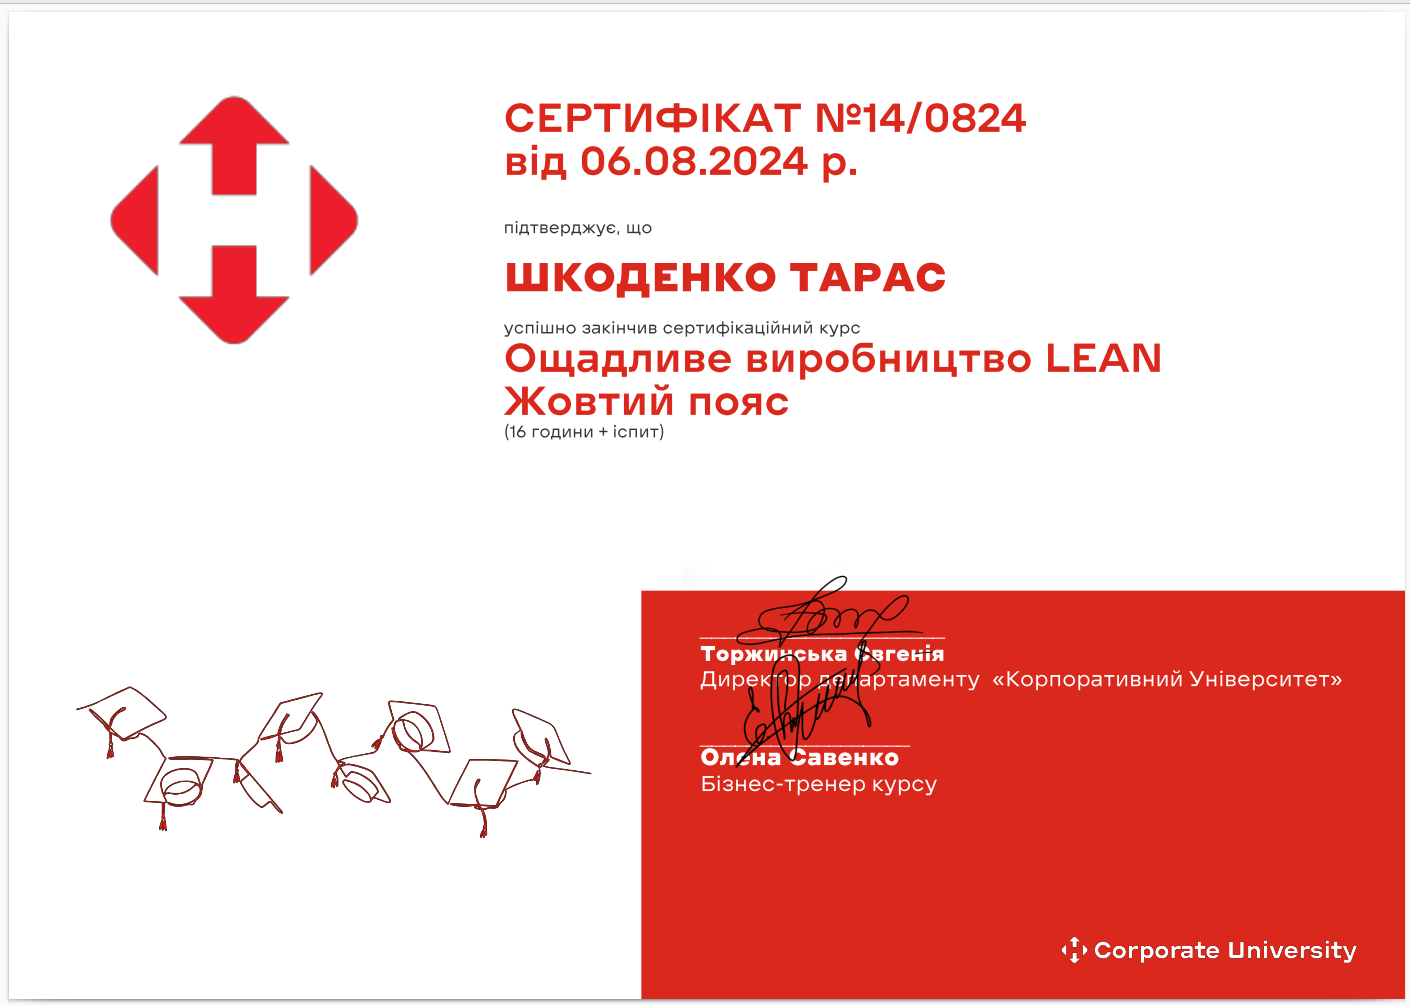 СЕРТИФІКАТ №14/0824
від 06.08.2024 р.
підтверджує, що
ШКОДЕНКО ТАРАС
успішно закінчив сертифікаційний курс
Ощадливе виробництво LEAN
Жовтий пояс
(16 години + іспит)
Торжинська Євгенія
Директор департаменту «Корпоративний Університет»
Олена Савенко
Бізнес-тренер курсу
Corporate University